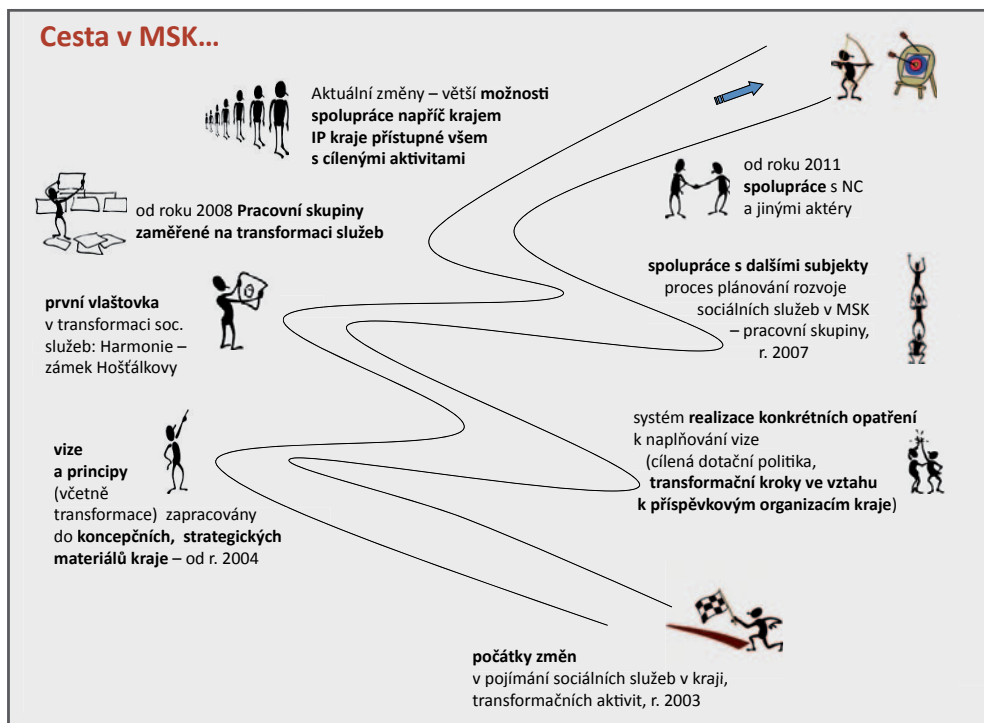 Cesta v MSK...
Aktuální změny – větší možnosti
spolupráce napříč krajem
IP kraje přístupné všem
s cílenými aktivitami
od roku 2011
spolupráce s NC
a jinými aktéry
od roku 2008 Pracovní skupiny
zaměřené na transformaci služeb
spolupráce s dalšími subjekty
proces plánování rozvoje
sociálních služeb v MSK
– pracovní skupiny,
r. 2007
první vlaštovka
v transformaci soc.
služeb: Harmonie –
zámek Hošťálkovy
systém realizace konkrétních opatření
k naplňování vize
(cílená dotační politika,
transformační kroky ve vztahu
k příspěvkovým organizacím kraje)
vize
a principy
(včetně
transformace) zapracovány
do koncepčních, strategických
materiálů kraje – od r. 2004
počátky změn
v pojímání sociálních služeb v kraji,
transformačních aktivit, r. 2003